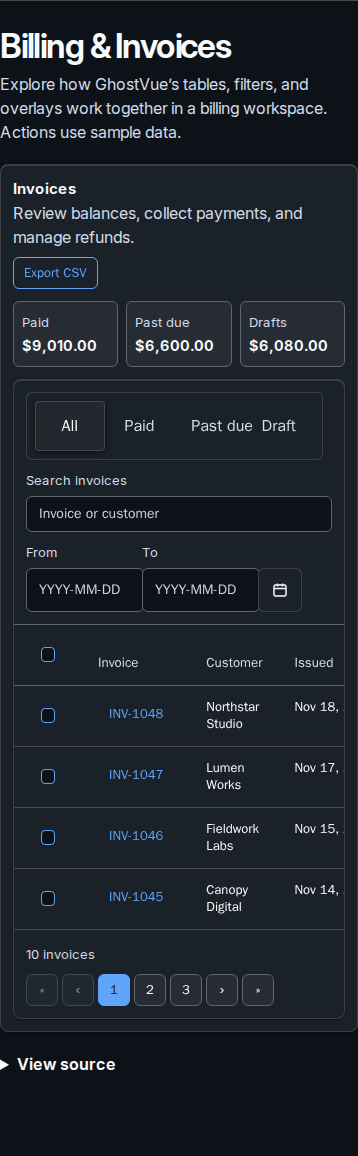 Billing & Invoices
Explore how GhostVue's tables, filters, and
overlays work together in a billing workspace.
Actions use sample data.
Invoices
Review balances, collect payments, and
manage refunds.
Export CSV
Paid Past due Drafts
$9,010.00 $6,600.00 $6,080.00
All Paid Past due Draft
Search invoices
Invoice or customer
From To
YYYY-MM-DD YYYY-MM-DD
Invoice Customer Issued
INV-1048 Northstar Studio Nov 18,
INV-1047 Lumen Works Nov 17,
INV-1046 Fieldwork Labs Nov 15,
INV-1045 Canopy Digital Nov 14,
10 invoices
« ‹ 1 2 3 › »
View source